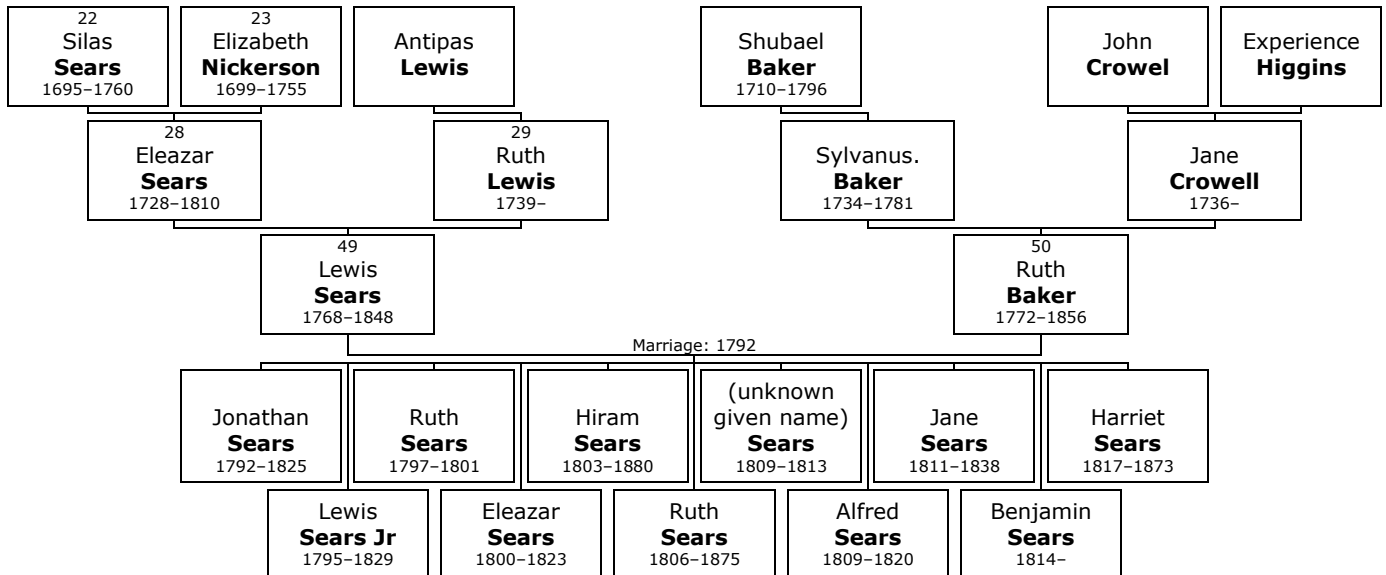 22
Silas
Sears
1695–1760
23
Elizabeth
Nickerson
1699–1755
Antipas
Lewis
Shubael
Baker
1710–1796
John
Crowel
Experience
Higgins
28
Eleazar
Sears
1728–1810
29
Ruth
Lewis
1739–
Sylvanus.
Baker
1734–1781
Jane
Crowell
1736–
49
Lewis
Sears
1768–1848
50
Ruth
Baker
1772–1856
Marriage: 1792
Jonathan
Sears
1792–1825
Ruth
Sears
1797–1801
Hiram
Sears
1803–1880
(unknown
given name)
Sears
1809–1813
Jane
Sears
1811–1838
Harriet
Sears
1817–1873
Lewis
Sears Jr
1795–1829
Eleazar
Sears
1800–1823
Ruth
Sears
1806–1875
Alfred
Sears
1809–1820
Benjamin
Sears
1814–